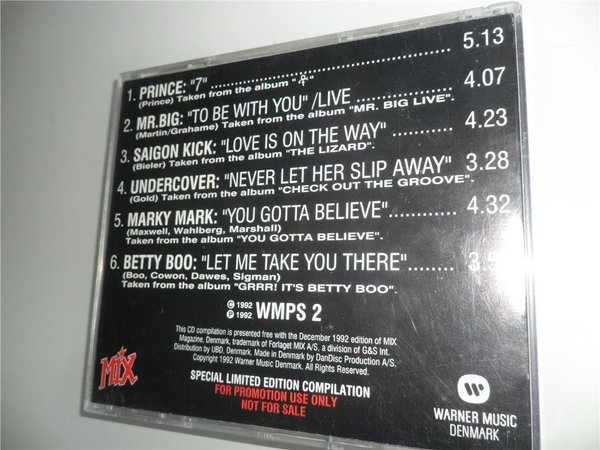 1. PRINCE: "7" ........................................ 5.13
(Prince) Taken from the album "".
2. MR.BIG: "TO BE WITH YOU" /LIVE ........... 4.07
(Martin/Grahame) Taken from the album "MR. BIG LIVE".
3. SAIGON KICK: "LOVE IS ON THE WAY" ........ 4.23
(Bieler) Taken from the album "THE LIZARD".
4. UNDERCOVER: "NEVER LET HER SLIP AWAY" 3.28
(Gold) Taken from the album "CHECK OUT THE GROOVE".
5. MARKY MARK: "YOU GOTTA BELIEVE"........... 4.32
(Maxwell, Wahlberg, Marshall)
Taken from the album "YOU GOTTA BELIEVE".
6. BETTY BOO: "LET ME TAKE YOU THERE"........ 3.
(Boo, Cowon, Dawes, Sigman)
Taken from the album "GRRR! IT'S BETTY BOO".
© 1992
℗ 1992 WMPS 2
This CD compilation is presented free with the December 1992 edition of MIX
Magazine, Denmark, trademark of Forlaget MIX A/S, a division of G&S Int.
Distribution by UBD, Denmark. Made in Denmark by DanDisc Production A/S.
Copyright 1992 Warner Music Denmark. All Rights Reserved.
MIX
SPECIAL LIMITED EDITION COMPILATION
FOR PROMOTION USE ONLY
NOT FOR SALE
WARNER MUSIC
DENMARK